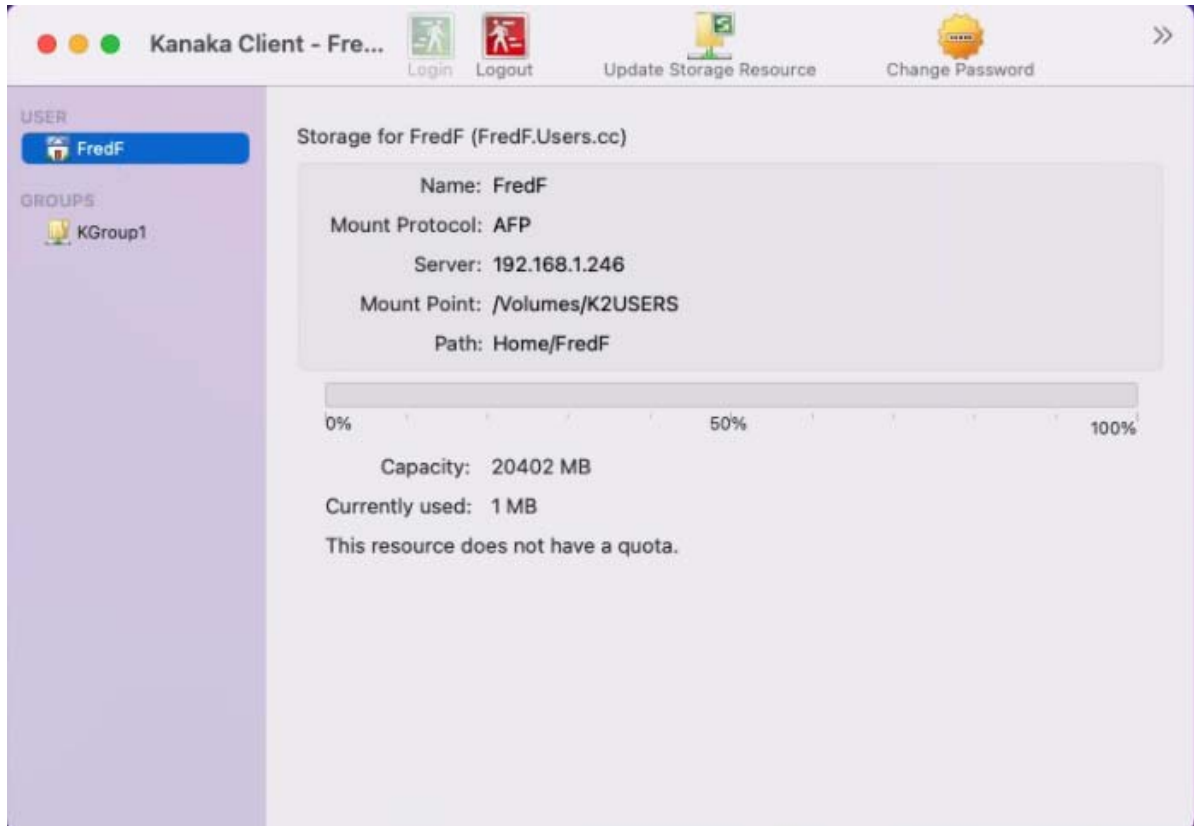 Kanaka Client - Fre...
Login
Logout
Update Storage Resource
Change Password
USER
FredF
GROUPS
KGroup1
Storage for FredF (FredF.Users.cc)
Name: FredF
Mount Protocol: AFP
Server: 192.168.1.246
Mount Point: /Volumes/K2USERS
Path: Home/FredF
0% 50% 100%
Capacity: 20402 MB
Currently used: 1 MB
This resource does not have a quota.